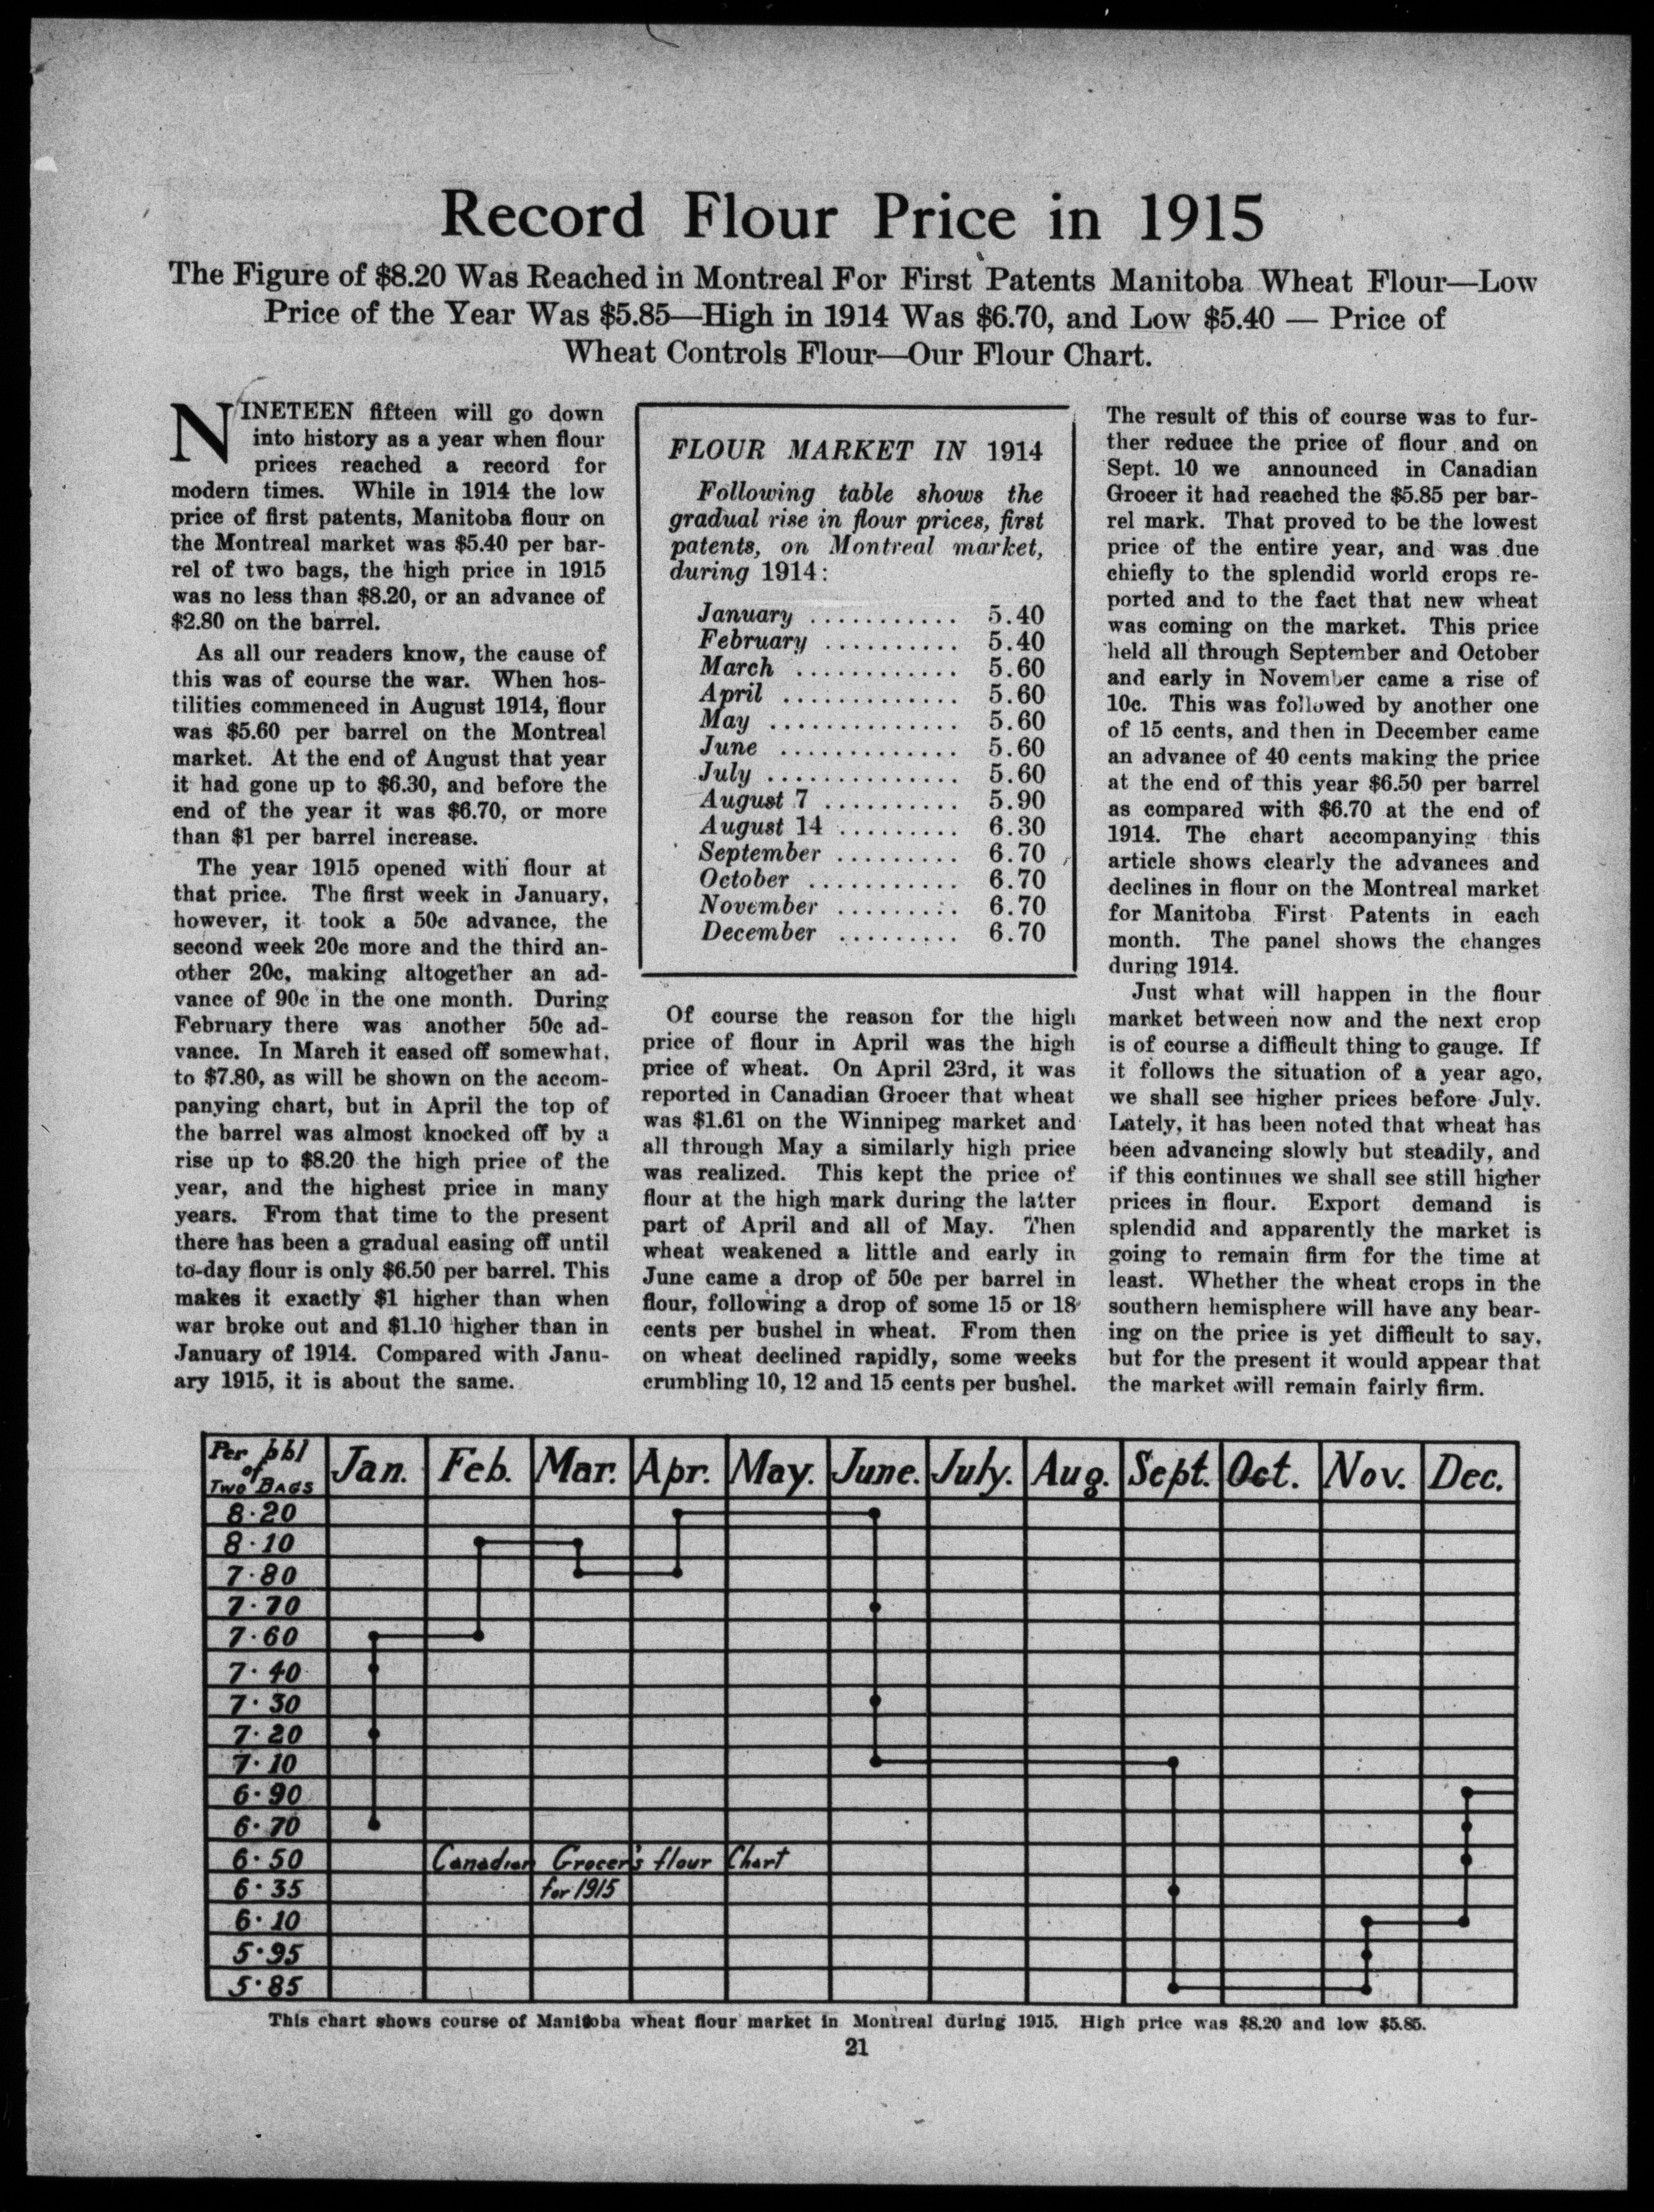 Record Flour Price in 1915
The Figure of $8.20 Was Reached in Montreal For First Patents Manitoba Wheat Flour—Low
Price of the Year Was $5.85—High in 1914 Was $6.70, and Low $5.40 — Price of
Wheat Controls Flour—Our Flour Chart.
NINETEEN fifteen will go down
into history as a year when flour
prices reached a record for
modern times. While in 1914 the low
price of first patents, Manitoba flour on
the Montreal market was $5.40 per bar-
rel of two bags, the high price in 1915
was no less than $8.20, or an advance of
$2.80 on the barrel.
As all our readers know, the cause of
this was of course the war. When hos-
tilities commenced in August 1914, flour
was $5.60 per barrel on the Montreal
market. At the end of August that year
it had gone up to $6.30, and before the
end of the year it was $6.70, or more
than $1 per barrel increase.
The year 1915 opened with flour at
that price. The first week in January,
however, it took a 50c advance, the
second week 20c more and the third an-
other 20c, making altogether an ad-
vance of 90c in the one month. During
February there was another 50c ad-
vance. In March it eased off somewhat,
to $7.80, as will be shown on the accom-
panying chart, but in April the top of
the barrel was almost knocked off by a
rise up to $8.20 the high price of the
year, and the highest price in many
years. From that time to the present
there has been a gradual easing off until
to-day flour is only $6.50 per barrel. This
makes it exactly $1 higher than when
war broke out and $1.10 higher than in
January of 1914. Compared with Janu-
ary 1915, it is about the same.
FLOUR MARKET IN 1914
Following table shows the
gradual rise in flour prices, first
patents, on Montreal market,
during 1914:
January ........... 5.40
February .......... 5.40
March ............ 5.60
April ............. 5.60
May .............. 5.60
June ............. 5.60
July .............. 5.60
August 7 .......... 5.90
August 14 ......... 6.30
September ......... 6.70
October ........... 6.70
November ......... 6.70
December ......... 6.70
Of course the reason for the high
price of flour in April was the high
price of wheat. On April 23rd, it was
reported in Canadian Grocer that wheat
was $1.61 on the Winnipeg market and
all through May a similarly high price
was realized. This kept the price of
flour at the high mark during the latter
part of April and all of May. Then
wheat weakened a little and early in
June came a drop of 50c per barrel in
flour, following a drop of some 15 or 18
cents per bushel in wheat. From then
on wheat declined rapidly, some weeks
crumbling 10, 12 and 15 cents per bushel.
The result of this of course was to fur-
ther reduce the price of flour and on
Sept. 10 we announced in Canadian
Grocer it had reached the $5.85 per bar-
rel mark. That proved to be the lowest
price of the entire year, and was due
chiefly to the splendid world crops re-
ported and to the fact that new wheat
was coming on the market. This price
held all through September and October
and early in November came a rise of
10c. This was followed by another one
of 15 cents, and then in December came
an advance of 40 cents making the price
at the end of this year $6.50 per barrel
as compared with $6.70 at the end of
1914. The chart accompanying this
article shows clearly the advances and
declines in flour on the Montreal market
for Manitoba First Patents in each
month. The panel shows the changes
during 1914.
Just what will happen in the flour
market between now and the next crop
is of course a difficult thing to gauge. If
it follows the situation of a year ago,
we shall see higher prices before July.
Lately, it has been noted that wheat has
been advancing slowly but steadily, and
if this continues we shall see still higher
prices in flour. Export demand is
splendid and apparently the market is
going to remain firm for the time at
least. Whether the wheat crops in the
southern hemisphere will have any bear-
ing on the price is yet difficult to say,
but for the present it would appear that
the market will remain fairly firm.
Per bbl
of
Two BAGS
Jan. Feb. Mar. Apr. May. June. July. Aug. Sept. Oct. Nov. Dec.
8.20
8.10
7.80
7.70
7.60
7.40
7.30
7.20
7.10
6.90
6.70
6.50 Canadian Grocer's flour Chart
6.35 for 1915
6.10
5.95
5.85
This chart shows course of Manitoba wheat flour market in Montreal during 1915. High price was $8.20 and low $5.85.
21